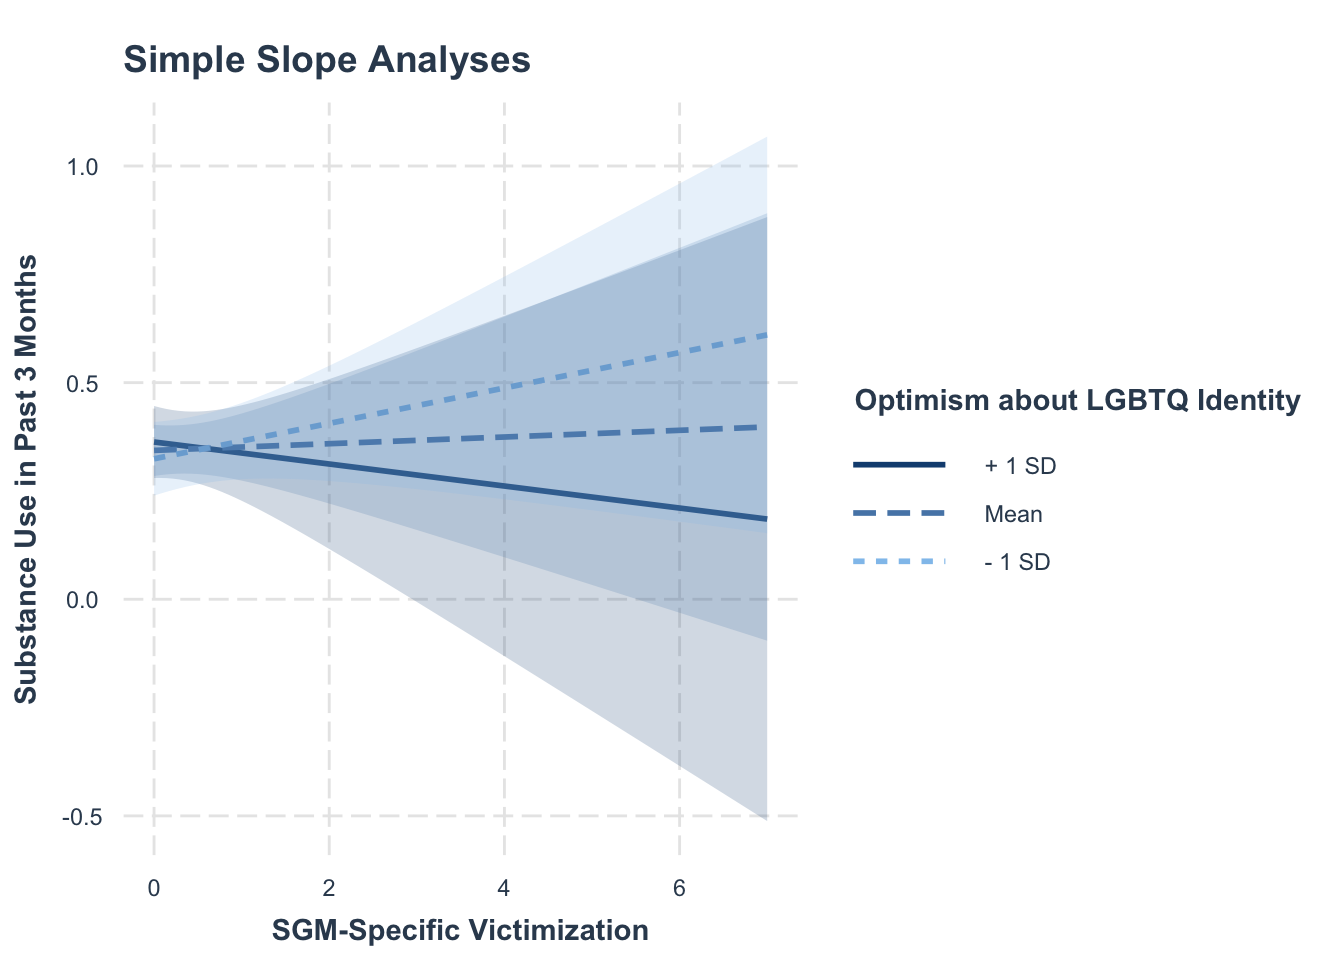 Simple Slope Analyses
1.0
0.5
0.0
-0.5
Substance Use in Past 3 Months
0 2 4 6
SGM-Specific Victimization
Optimism about LGBTQ Identity
+ 1 SD
Mean
- 1 SD